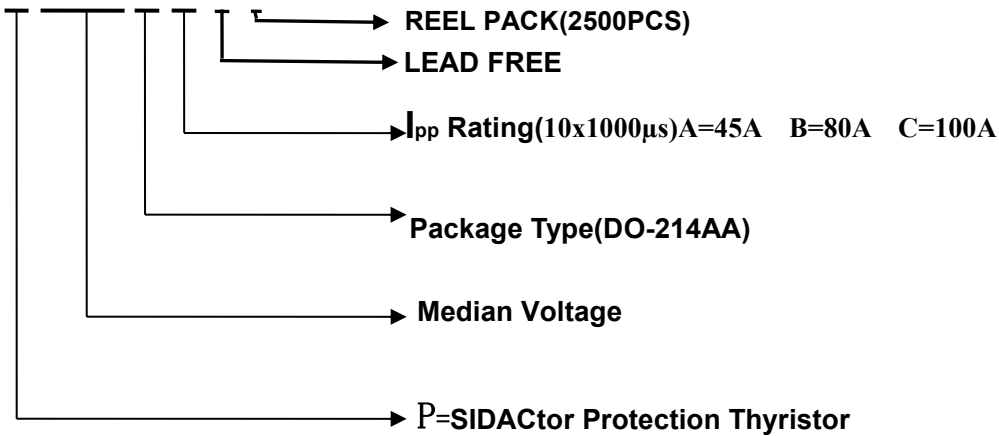 REEL PACK(2500PCS)
LEAD FREE
Ipp Rating(10x1000μs)A=45A B=80A C=100A
Package Type(DO-214AA)
Median Voltage
P=SIDACtor Protection Thyristor